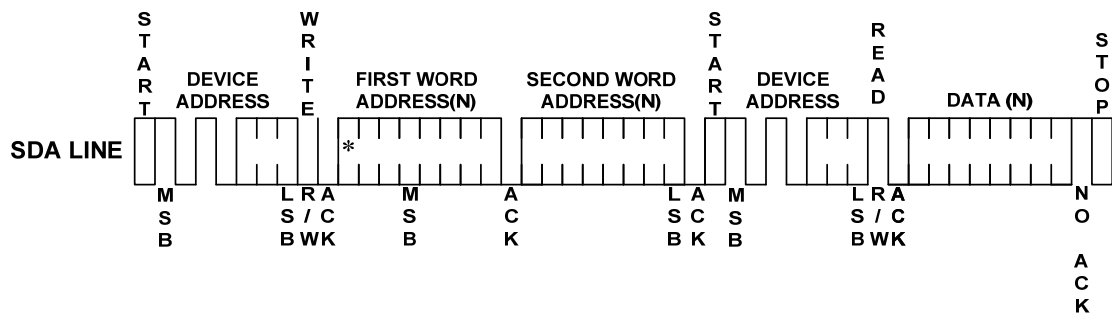 START
WRITE
START
READ
STOP
DEVICE
ADDRESS
FIRST WORD
ADDRESS(N)
SECOND WORD
ADDRESS(N)
DEVICE
ADDRESS
DATA (N)
SDA LINE
*
MSB
LSB
R/W
ACK
MSB
ACK
LSB
ACK
MSB
LSB
R/W
ACK
NO ACK